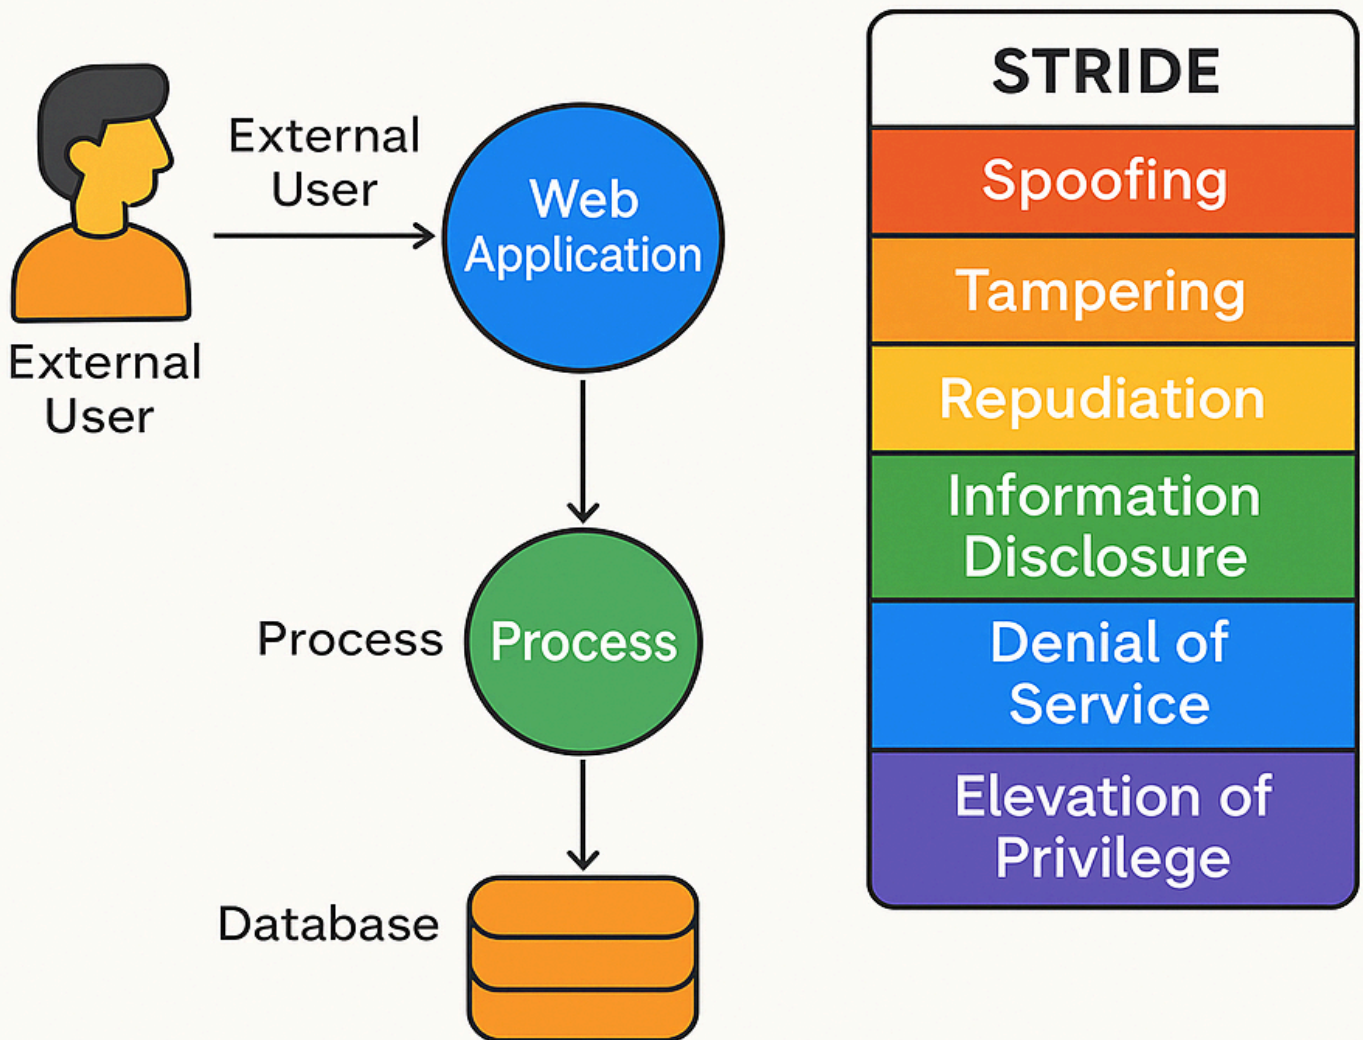 External
User
External
User
Web
Application
Process
Process
Database
STRIDE
Spoofing
Tampering
Repudiation
Information
Disclosure
Denial of
Service
Elevation of
Privilege